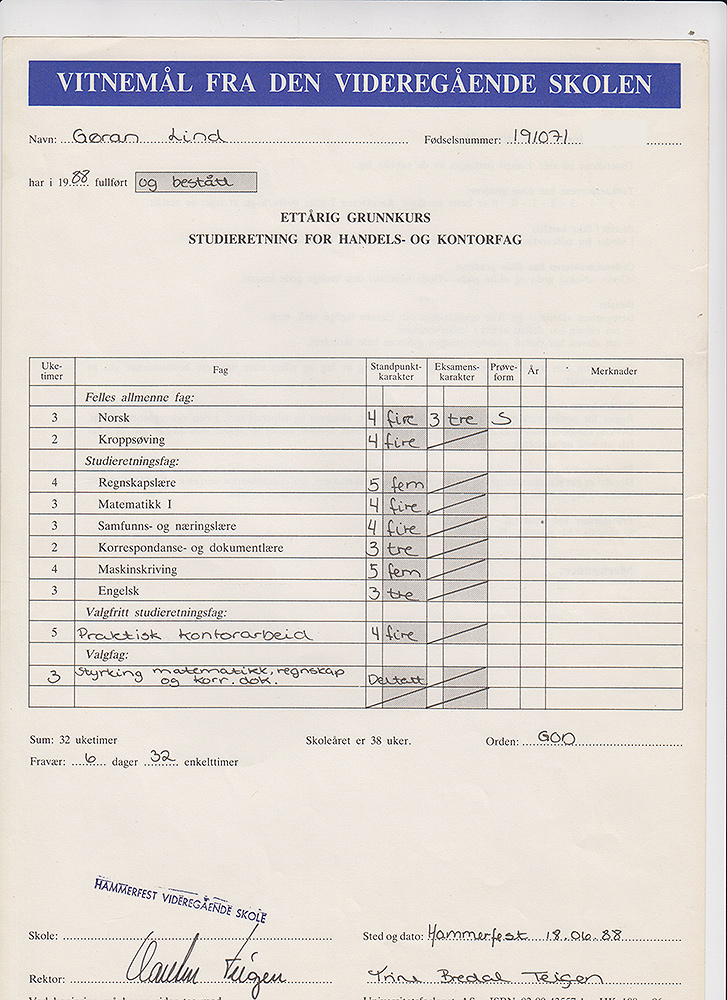 VITNEMÅL FRA DEN VIDEREGÅENDE SKOLEN
Navn: Gøran Lind Fødselsnummer: 191071
har i 1988 fullført og bestått
ETTÅRIG GRUNNKURS
STUDIERETNING FOR HANDELS- OG KONTORFAG
Uke-timer Fag Standpunkt-karakter Eksamens-karakter Prøve-form År Merknader
Felles allmenne fag:
3 Norsk 4 fire 3 tre S
2 Kroppsøving 4 fire
Studieretningsfag:
4 Regnskapslære 5 fem
3 Matematikk I 4 fire
3 Samfunns- og næringslære 4 fire
2 Korrespondanse- og dokumentlære 3 tre
4 Maskinskriving 5 fem
3 Engelsk 3 tre
Valgfritt studieretningsfag:
5 Praktisk kontorarbeid 4 fire
Valgfag:
3 Styrking matematikk, regnskap og korr. dok. Deltatt
Sum: 32 uketimer Skoleåret er 38 uker. Orden: GOD
Fravær: 6 dager 32 enkelttimer
HAMMERFEST VIDEREGÅENDE SKOLE
Skole: Sted og dato: Hammerfest 18.06.88
Rektor: Teigen Trine Bredal Teigen